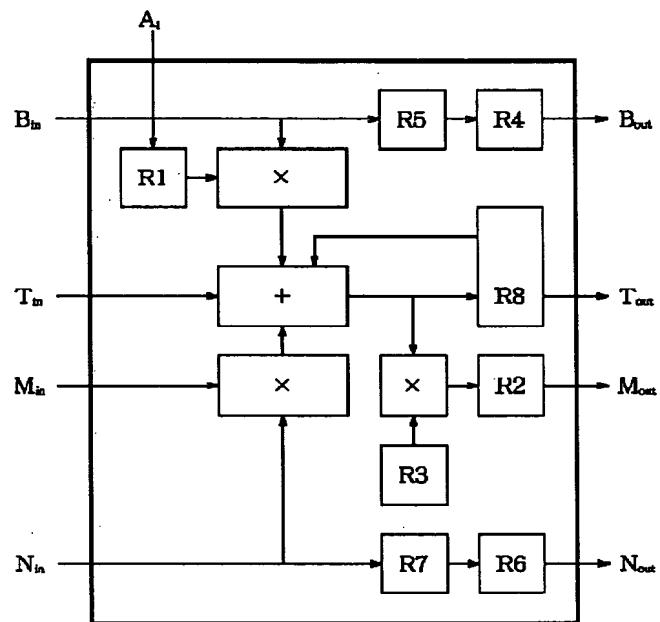 A_i
B_in R5 R4 B_out
R1 ×
T_in + R8 T_out
M_in × × R2 M_out
R3
N_in R7 R6 N_out